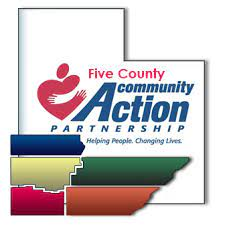 Five County
community
Action
PARTNERSHIP
Helping People. Changing Lives.